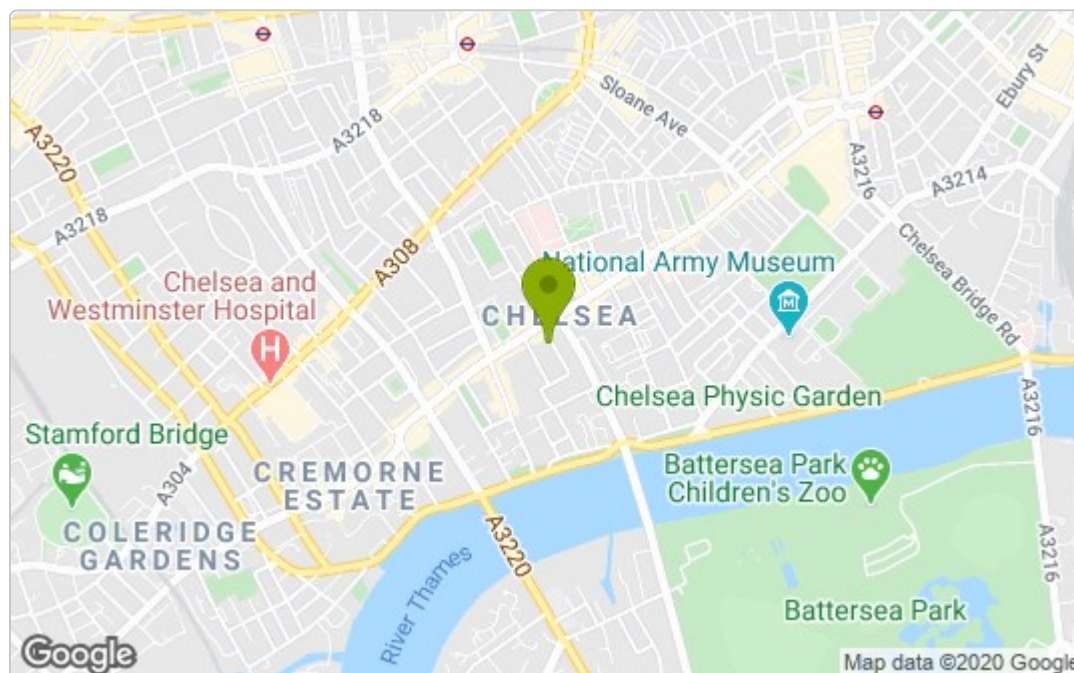 Sloane Ave
Ebury St
A3218
A3220
A3216
A3214
A3218
A308
Chelsea Bridge Rd
National Army Museum
M
Chelsea and
Westminster Hospital
H
CHELSEA
Chelsea Physic Garden
A3216
Stamford Bridge
A304
CREMORNE
ESTATE
Battersea Park
Children's Zoo
COLERIDGE
GARDENS
A3220
A3216
River Thames
Battersea Park
Google
Map data ©2020 Google